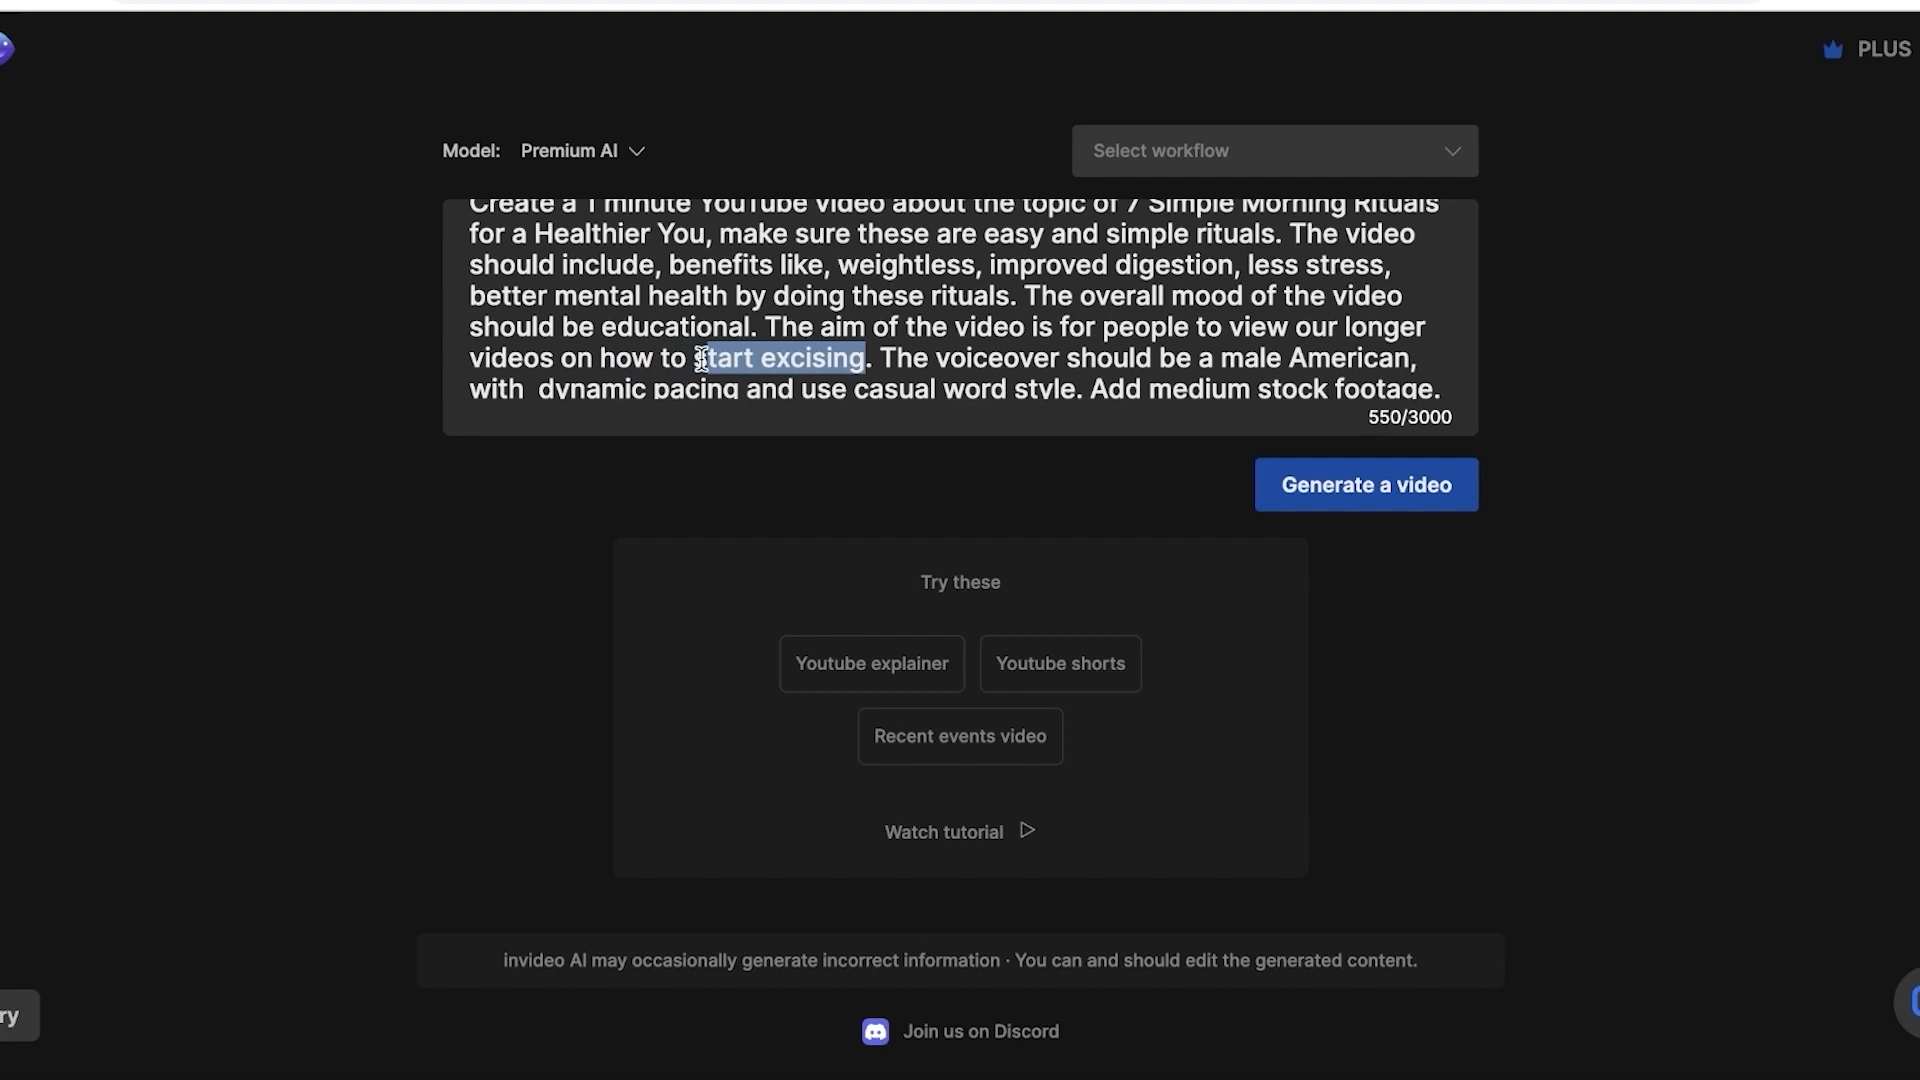 PLUS
Model: Premium AI
Select workflow
Create a 1 minute YouTube video about the topic of 7 Simple Morning Rituals
for a Healthier You, make sure these are easy and simple rituals. The video
should include, benefits like, weightless, improved digestion, less stress,
better mental health by doing these rituals. The overall mood of the video
should be educational. The aim of the video is for people to view our longer
videos on how to start excising. The voiceover should be a male American,
with  dynamic pacing and use casual word style. Add medium stock footage.
550/3000
Generate a video
Try these
Youtube explainer
Youtube shorts
Recent events video
Watch tutorial
invideo AI may occasionally generate incorrect information · You can and should edit the generated content.
ry
Join us on Discord